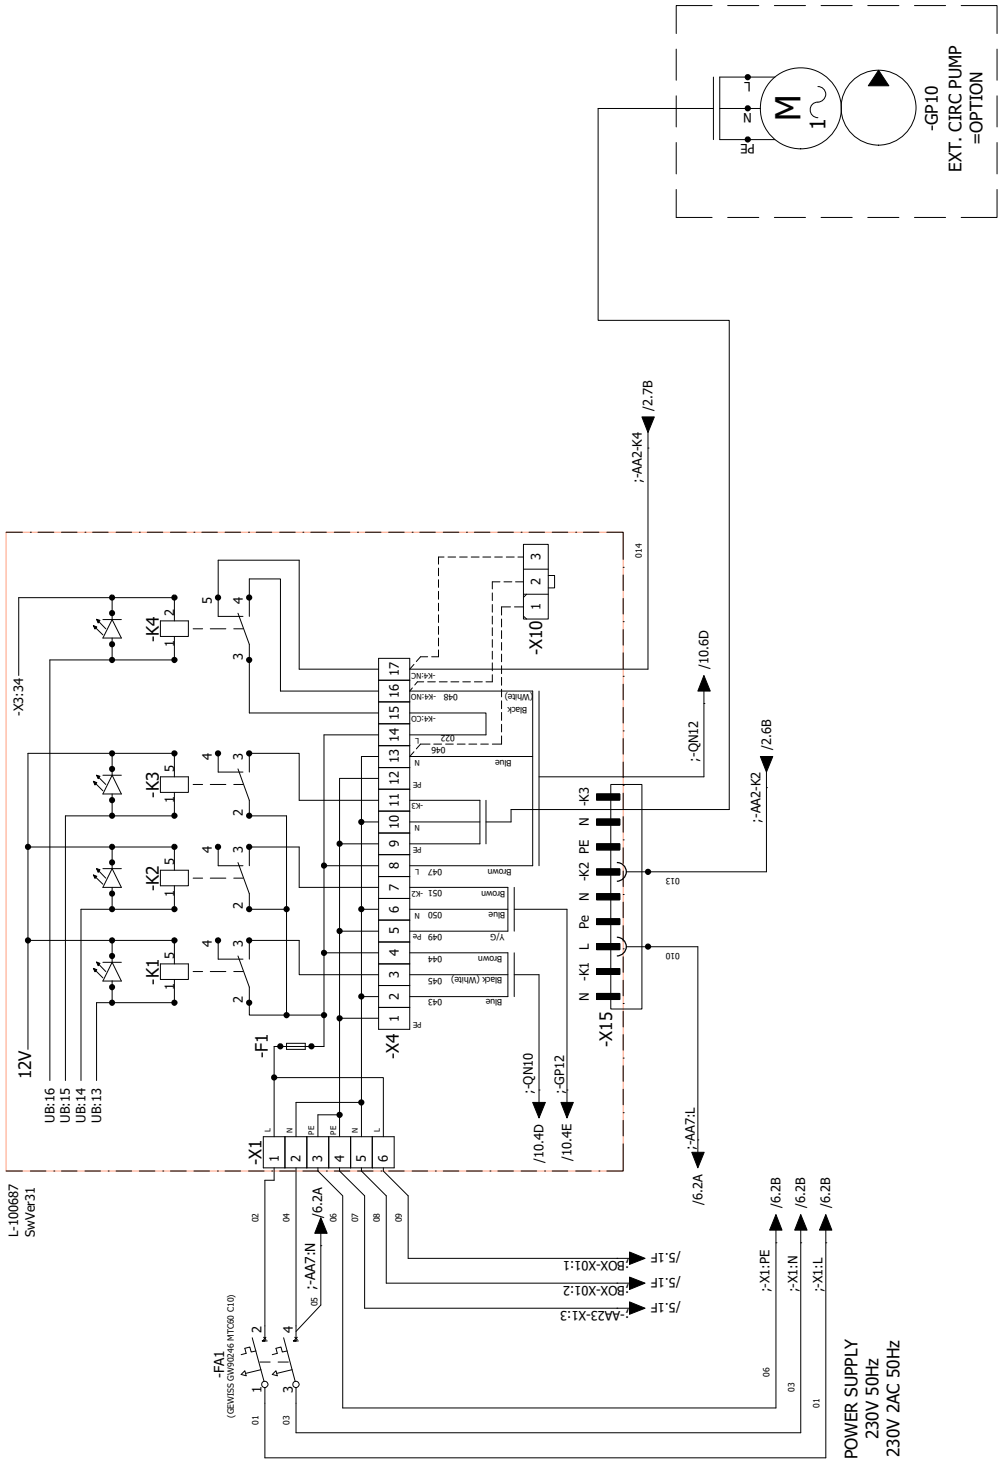 L-100687
SwVer31
12V
UB:16
UB:15
UB:14
UB:13
-X3:34
-K1
1
5
2
3
4
-K2
1
5
2
3
4
-K3
1
5
2
3
4
-K4
1
2
3
4
5
-F1
-X1
1
2
3
4
5
6
L
N
PE
PE
N
L
-X4
1
2
3
4
5
6
7
8
9
10
11
12
13
14
15
16
17
PE
043
Blue
045
Black (White)
044
Brown
Pe
049
Y/G
N
050
Blue
-K2
051
Brown
L
047
Brown
PE
N
-K3
PE
N
046
Blue
L
022
-K4:CO
-K4:NO
048
Black
(White)
-K4:NC
-X10
1
2
3
-X15
N
-K1
L
Pe
N
-K2
PE
N
-K3
010
013
014
;-AA2-K4
/2.7B
;-QN12
/10.6D
;-AA2-K2
/2.6B
;-QN10
/10.4D
;-GP12
/10.4E
;-AA7:L
/6.2A
-FA1
(GEWISS GW90246 MTC60 C10)
1
2
3
4
01
03
02
04
05
;-AA7:N
/6.2A
06
07
08
09
;BOX-X01:1
/5.1F
;BOX-X01:2
/5.1F
;-AA23-X1:3
/5.1F
06
;-X1:PE
/6.2B
03
;-X1:N
/6.2B
01
;-X1:L
/6.2B
POWER SUPPLY
230V 50Hz
230V 2AC 50Hz
L
N
PE
M
1
-GP10
EXT. CIRC PUMP
=OPTION